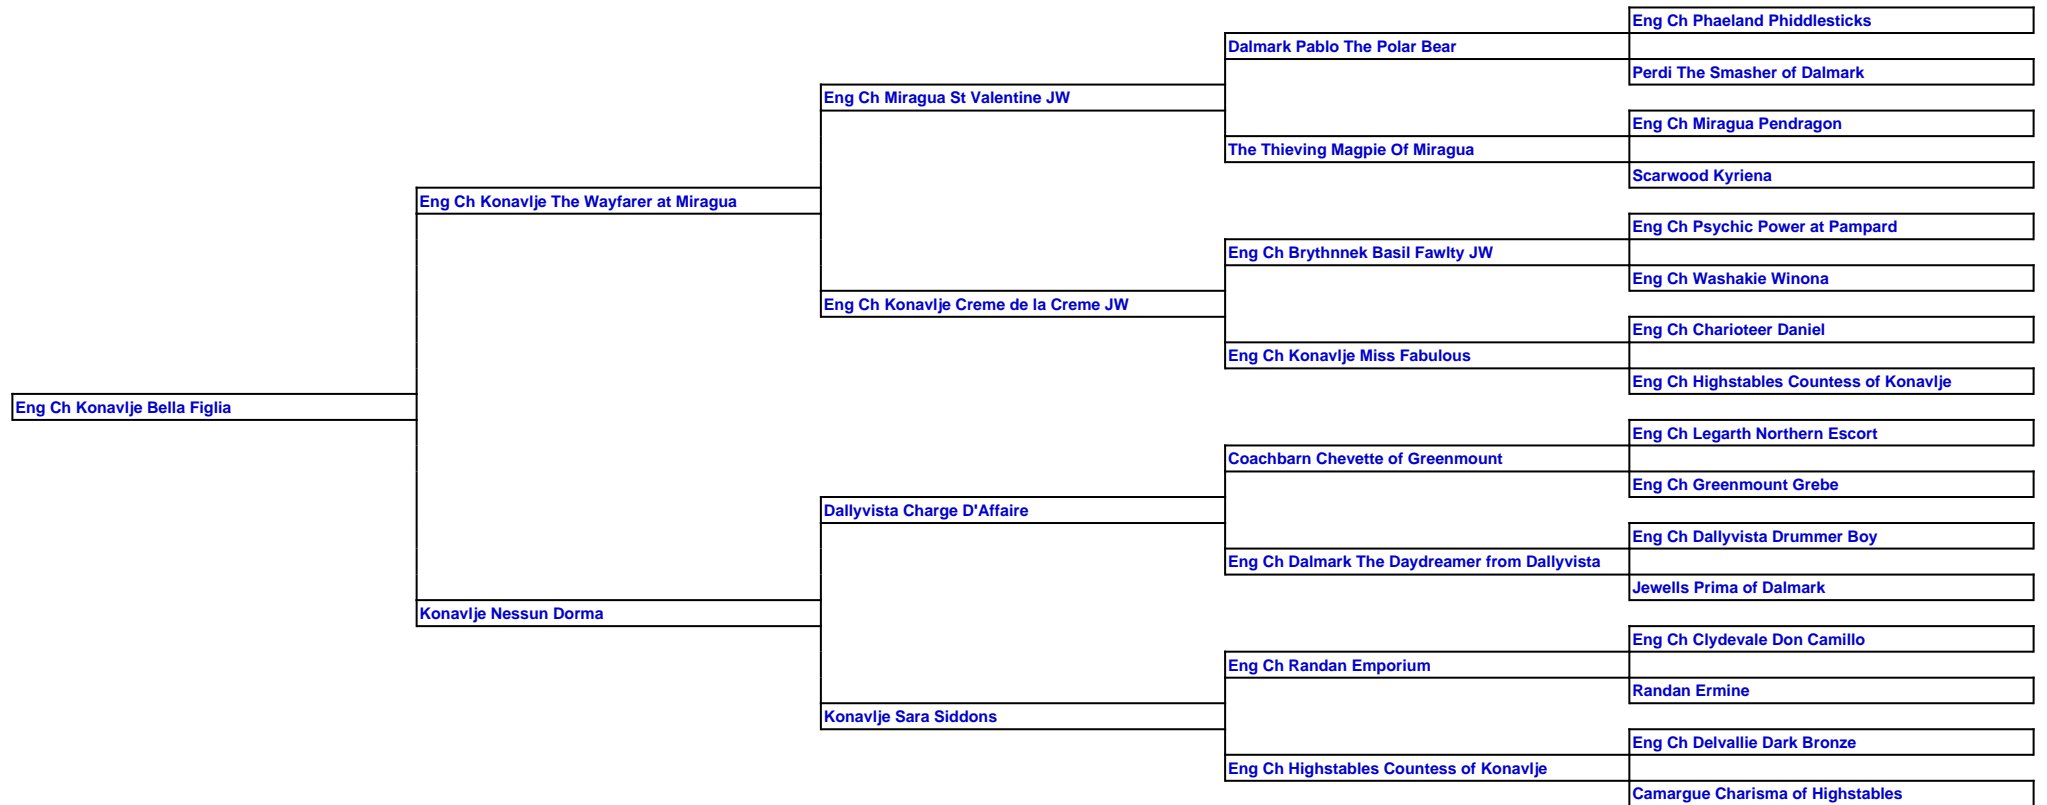 Eng Ch Phaeland Phiddlesticks
Dalmark Pablo The Polar Bear
Perdi The Smasher of Dalmark
Eng Ch Miragua St Valentine JW
Eng Ch Miragua Pendragon
The Thieving Magpie Of Miragua
Scarwood Kyriena
Eng Ch Konavlje The Wayfarer at Miragua
Eng Ch Psychic Power at Pampard
Eng Ch Brythnnek Basil Fawlty JW
Eng Ch Washakie Winona
Eng Ch Konavlje Creme de la Creme JW
Eng Ch Charioteer Daniel
Eng Ch Konavlje Miss Fabulous
Eng Ch Highstables Countess of Konavlje
Eng Ch Konavlje Bella Figlia
Eng Ch Legarth Northern Escort
Coachbarn Chevette of Greenmount
Eng Ch Greenmount Grebe
Dallyvista Charge D'Affaire
Eng Ch Dallyvista Drummer Boy
Eng Ch Dalmark The Daydreamer from Dallyvista
Jewells Prima of Dalmark
Konavlje Nessun Dorma
Eng Ch Clydevale Don Camillo
Eng Ch Randan Emporium
Randan Ermine
Konavlje Sara Siddons
Eng Ch Delvallie Dark Bronze
Eng Ch Highstables Countess of Konavlje
Camargue Charisma of Highstables